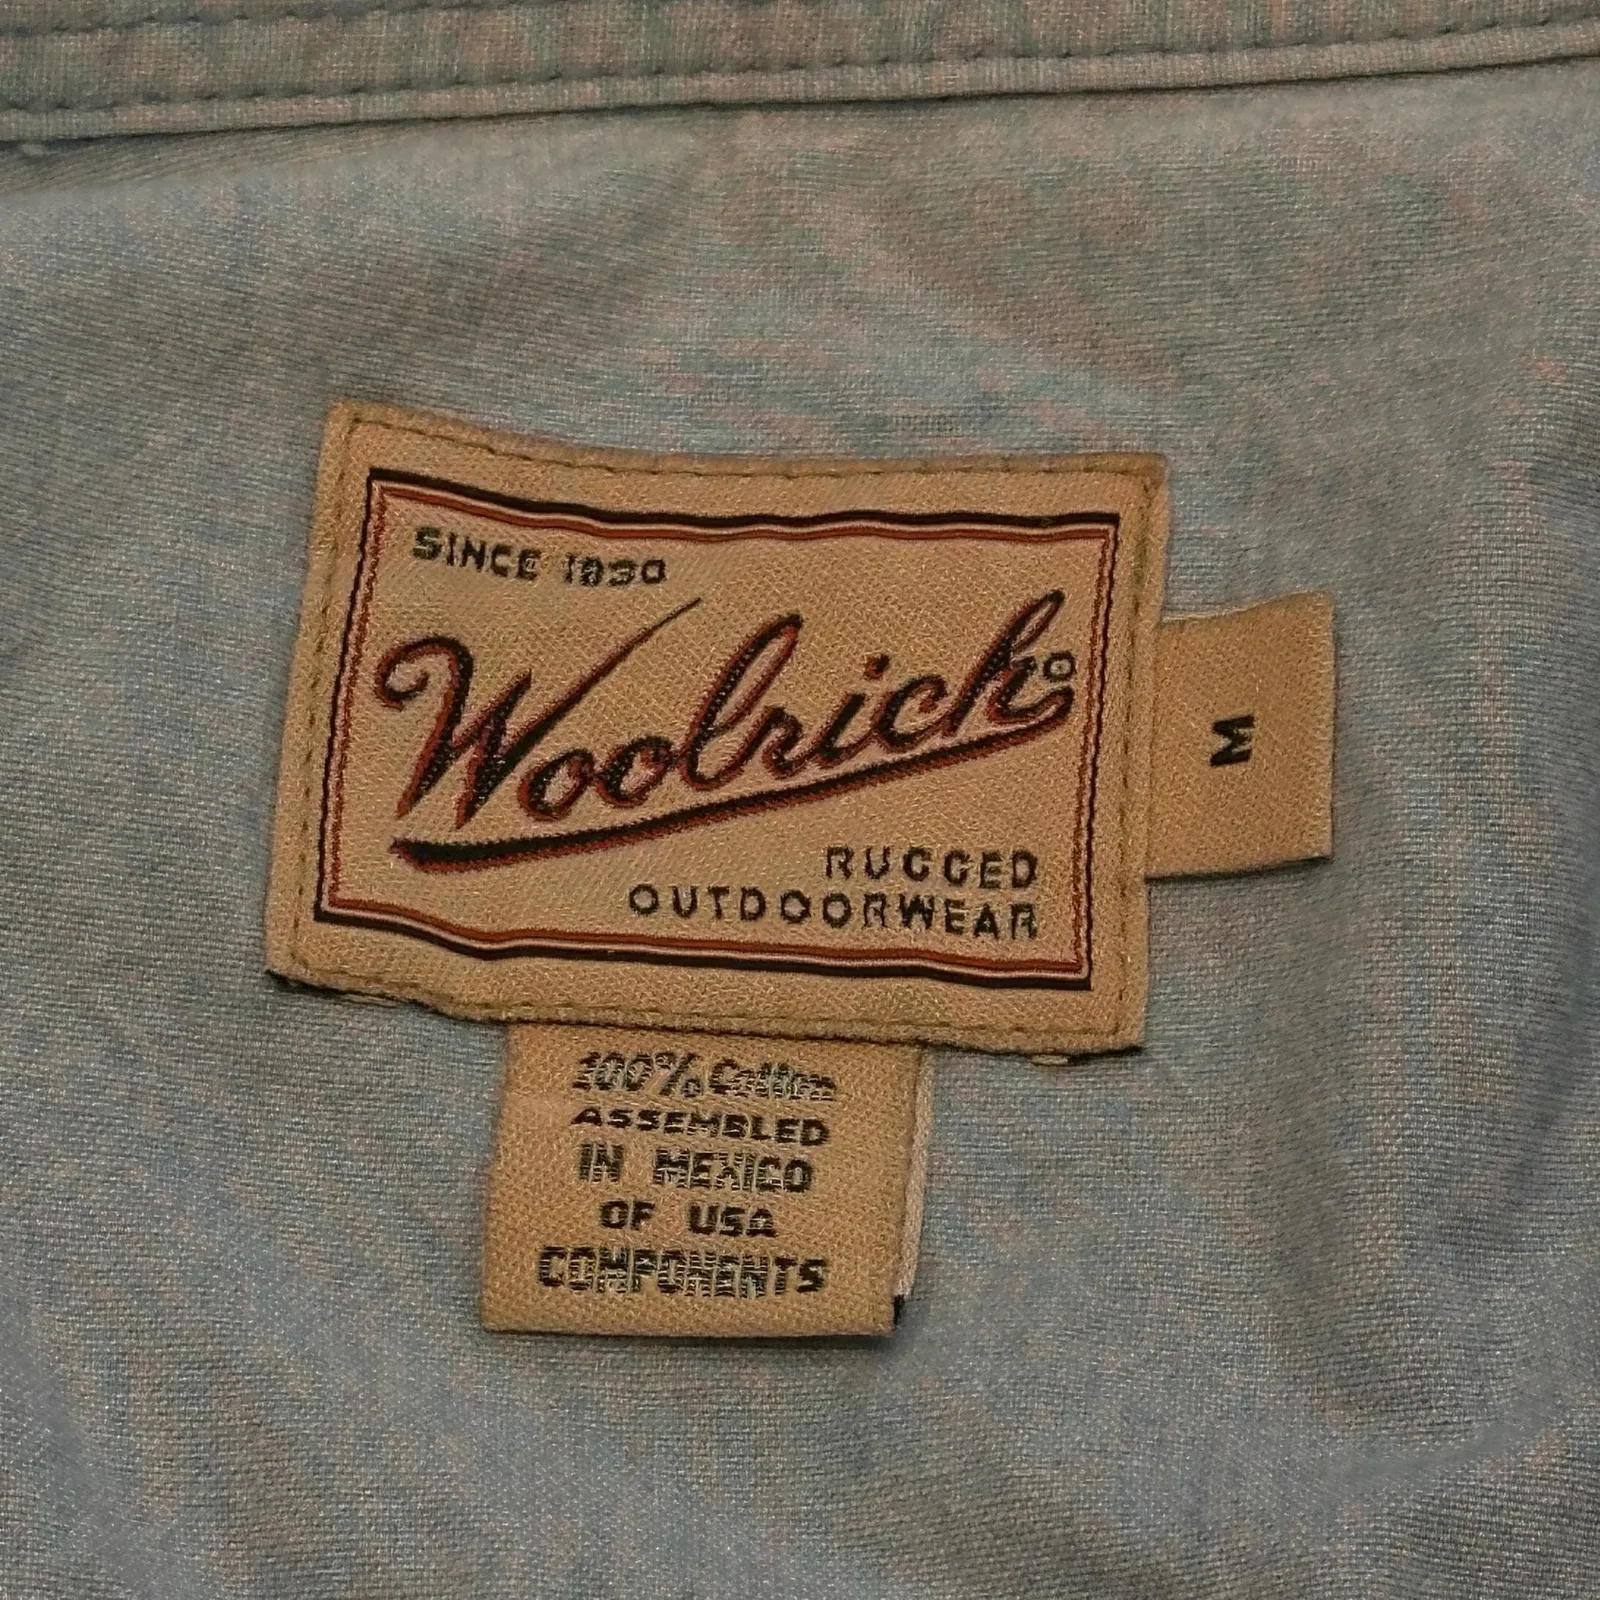 SINCE 1830
Woolrich®
RUGGED
OUTDOORWEAR
M
100% Cotton
ASSEMBLED
IN MEXICO
OF USA
COMPONENTS